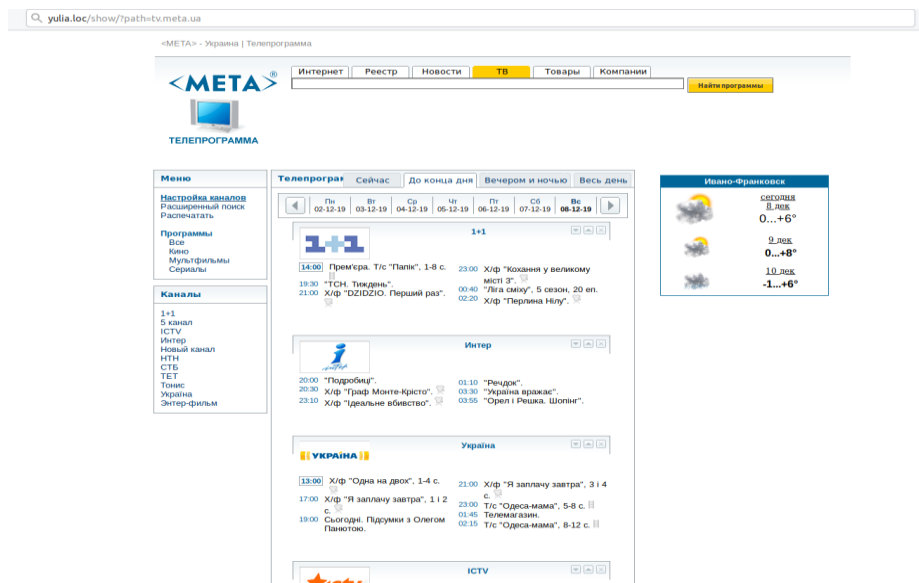 yulia.loc/show/?path=tv.meta.ua
<META> - Украина | Телепрограмма
<META>®
Интернет Реестр Новости ТВ Товары Компании
Найти программы
ТЕЛЕПРОГРАММА
Меню
Настройка каналов
Расширенный поиск
Распечатать
Программы
Все
Кино
Мультфильмы
Сериалы
Каналы
1+1
5 канал
ICTV
Интер
Новый канал
НТН
СТБ
ТЕТ
Тонис
Україна
Энтер-фильм
Телепрограм Сейчас До конца дня Вечером и ночью Весь день
Пн Вт Ср Чт Пт Сб Вс
02-12-19 03-12-19 04-12-19 05-12-19 06-12-19 07-12-19 08-12-19
1+1
1+1
14:00 Прем'єра. Т/с "Папік", 1-8 с.
19:30 "ТСН. Тиждень".
21:00 Х/ф "DZIDZIO. Перший раз".
23:00 Х/ф "Кохання у великому
місті 3".
00:40 "Ліга сміху", 5 сезон, 20 еп.
02:20 Х/ф "Перлина Нілу".
Интер
20:00 "Подробиці".
20:30 Х/ф "Граф Монте-Крісто".
23:10 Х/ф "Ідеальне вбивство".
01:10 "Речдок".
03:30 "Україна вражає".
03:55 "Орел і Решка. Шопінг".
Україна
УКРАЇНА
13:00 Х/ф "Одна на двох", 1-4 с.
17:00 Х/ф "Я заплачу завтра", 1 і 2
с.
19:00 Сьогодні. Підсумки з Олегом
Панютою.
21:00 Х/ф "Я заплачу завтра", 3 і 4
с.
23:00 Т/с "Одеса-мама", 5-8 с.
01:45 Телемагазин.
02:15 Т/с "Одеса-мама", 8-12 с.
ICTV
Ивано-Франковск
сегодня
8 дек
0...+6°
9 дек
0...+8°
10 дек
-1...+6°